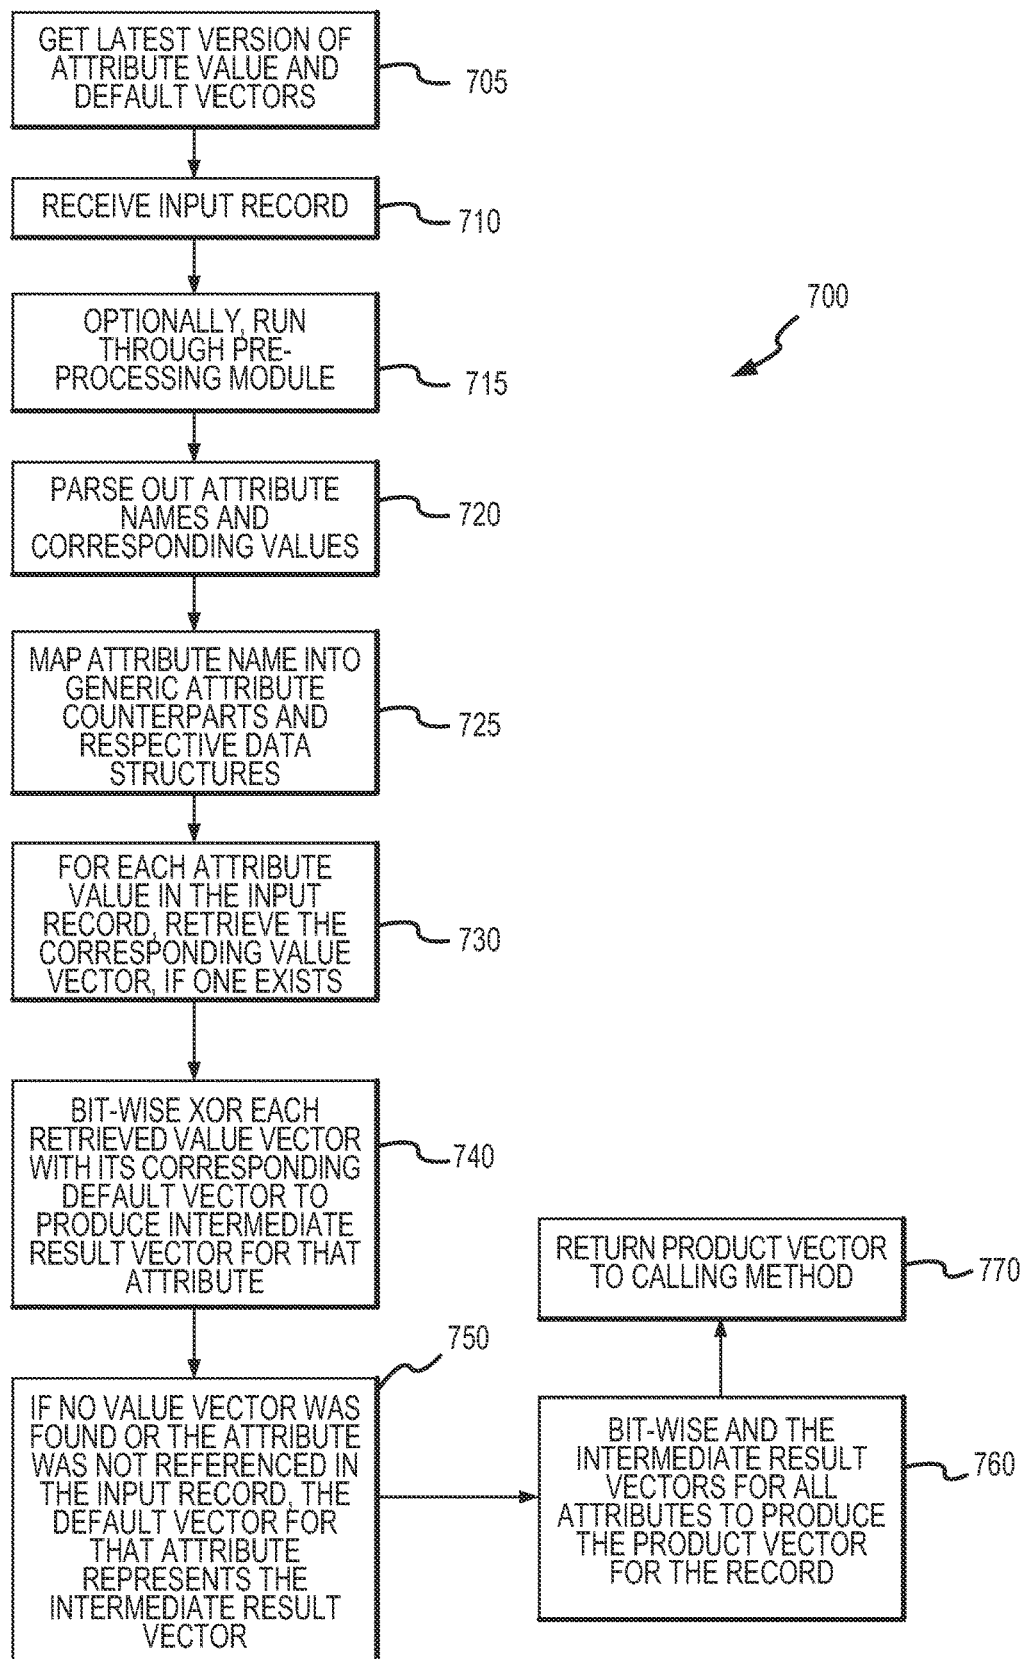 GET LATEST VERSION OF
ATTRIBUTE VALUE AND
DEFAULT VECTORS
705
RECEIVE INPUT RECORD
710
OPTIONALLY, RUN
THROUGH PRE-
PROCESSING MODULE
715
700
PARSE OUT ATTRIBUTE
NAMES AND
CORRESPONDING VALUES
720
MAP ATTRIBUTE NAME INTO
GENERIC ATTRIBUTE
COUNTERPARTS AND
RESPECTIVE DATA
STRUCTURES
725
FOR EACH ATTRIBUTE
VALUE IN THE INPUT
RECORD, RETRIEVE THE
CORRESPONDING VALUE
VECTOR, IF ONE EXISTS
730
BIT-WISE XOR EACH
RETRIEVED VALUE VECTOR
WITH ITS CORRESPONDING
DEFAULT VECTOR TO
PRODUCE INTERMEDIATE
RESULT VECTOR FOR THAT
ATTRIBUTE
740
IF NO VALUE VECTOR WAS
FOUND OR THE ATTRIBUTE
WAS NOT REFERENCED IN
THE INPUT RECORD, THE
DEFAULT VECTOR FOR
THAT ATTRIBUTE
REPRESENTS THE
INTERMEDIATE RESULT
VECTOR
750
BIT-WISE AND THE
INTERMEDIATE RESULT
VECTORS FOR ALL
ATTRIBUTES TO PRODUCE
THE PRODUCT VECTOR
FOR THE RECORD
760
RETURN PRODUCT VECTOR
TO CALLING METHOD
770